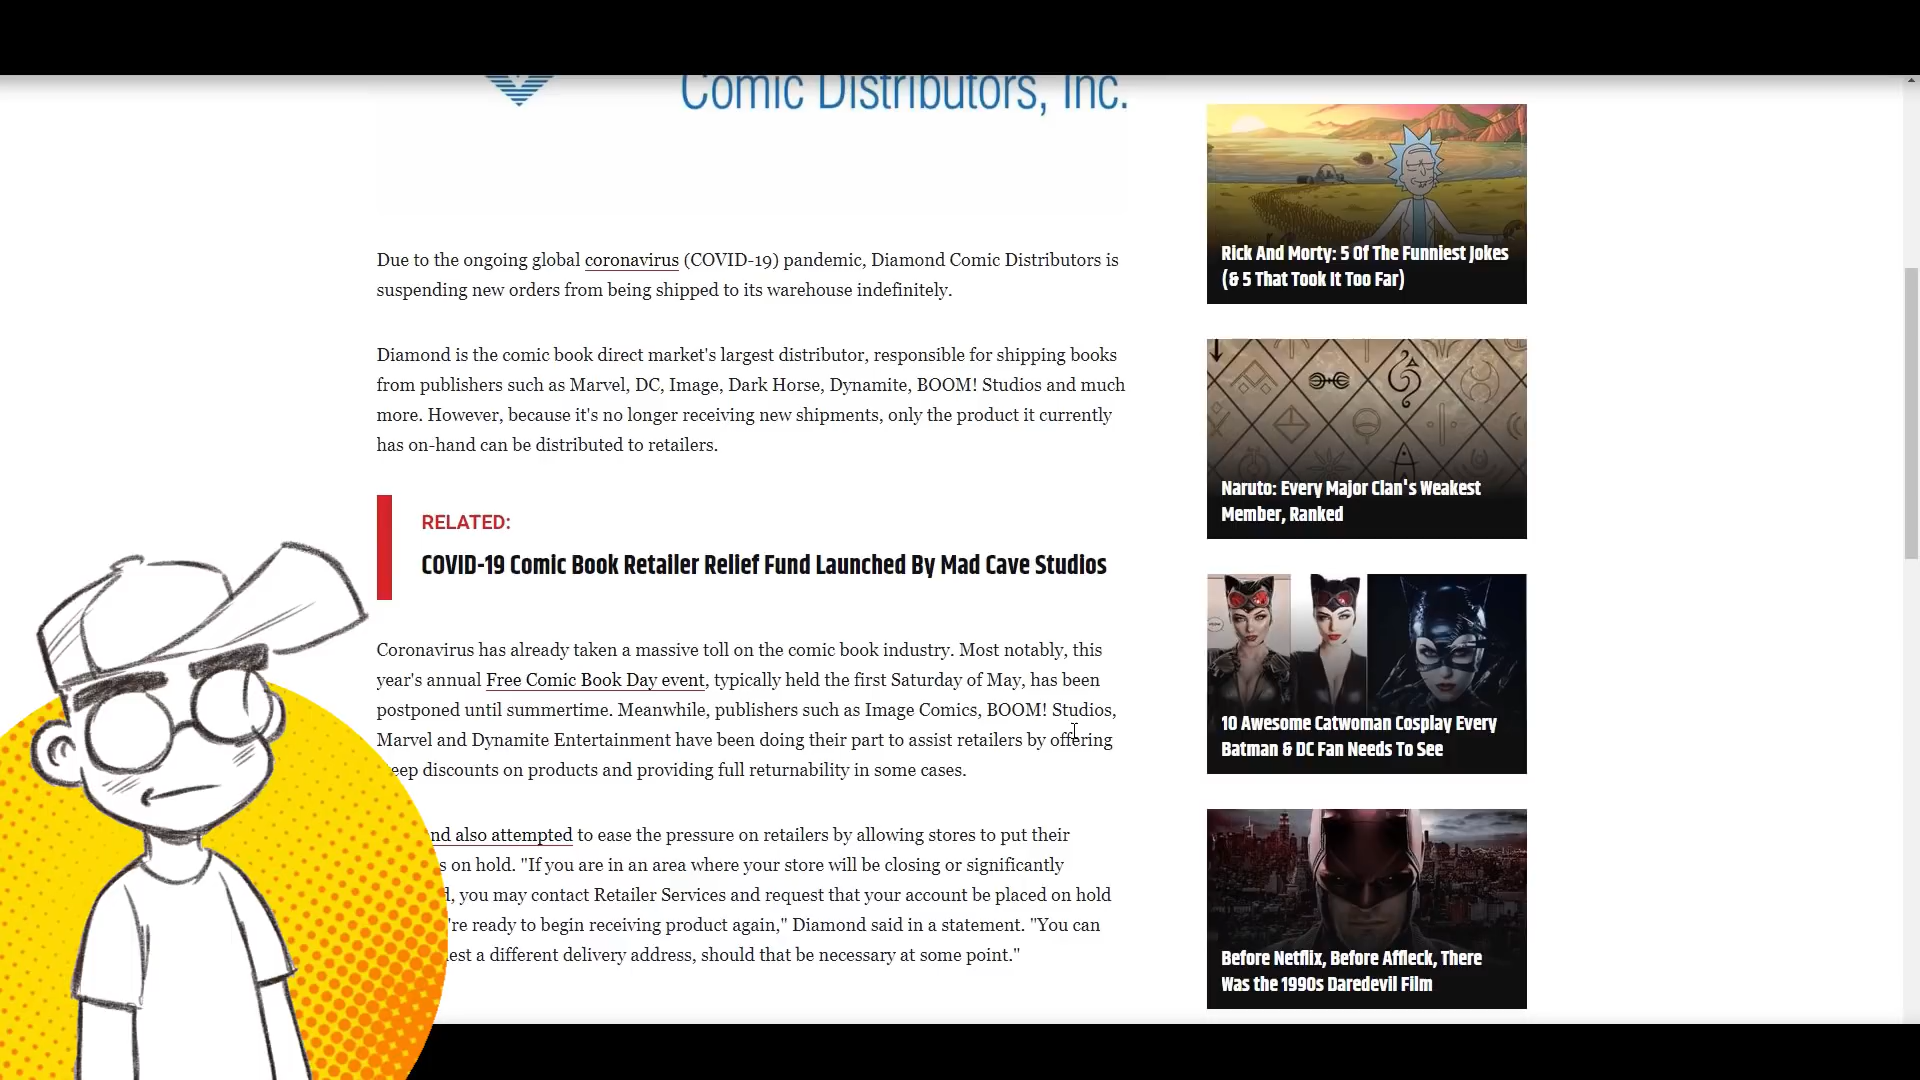 Comic Distributors, Inc.
Due to the ongoing global coronavirus (COVID-19) pandemic, Diamond Comic Distributors is
suspending new orders from being shipped to its warehouse indefinitely.
Diamond is the comic book direct market's largest distributor, responsible for shipping books
from publishers such as Marvel, DC, Image, Dark Horse, Dynamite, BOOM! Studios and much
more. However, because it's no longer receiving new shipments, only the product it currently
has on-hand can be distributed to retailers.
RELATED:
COVID-19 Comic Book Retailer Relief Fund Launched By Mad Cave Studios
Coronavirus has already taken a massive toll on the comic book industry. Most notably, this
year's annual Free Comic Book Day event, typically held the first Saturday of May, has been
postponed until summertime. Meanwhile, publishers such as Image Comics, BOOM! Studios,
Marvel and Dynamite Entertainment have been doing their part to assist retailers by offering
eep discounts on products and providing full returnability in some cases.
nd also attempted to ease the pressure on retailers by allowing stores to put their
s on hold. "If you are in an area where your store will be closing or significantly
, you may contact Retailer Services and request that your account be placed on hold
're ready to begin receiving product again," Diamond said in a statement. "You can
est a different delivery address, should that be necessary at some point."
Rick And Morty: 5 Of The Funniest Jokes
(& 5 That Took It Too Far)
Naruto: Every Major Clan's Weakest
Member, Ranked
10 Awesome Catwoman Cosplay Every
Batman & DC Fan Needs To See
Before Netflix, Before Affleck, There
Was the 1990s Daredevil Film